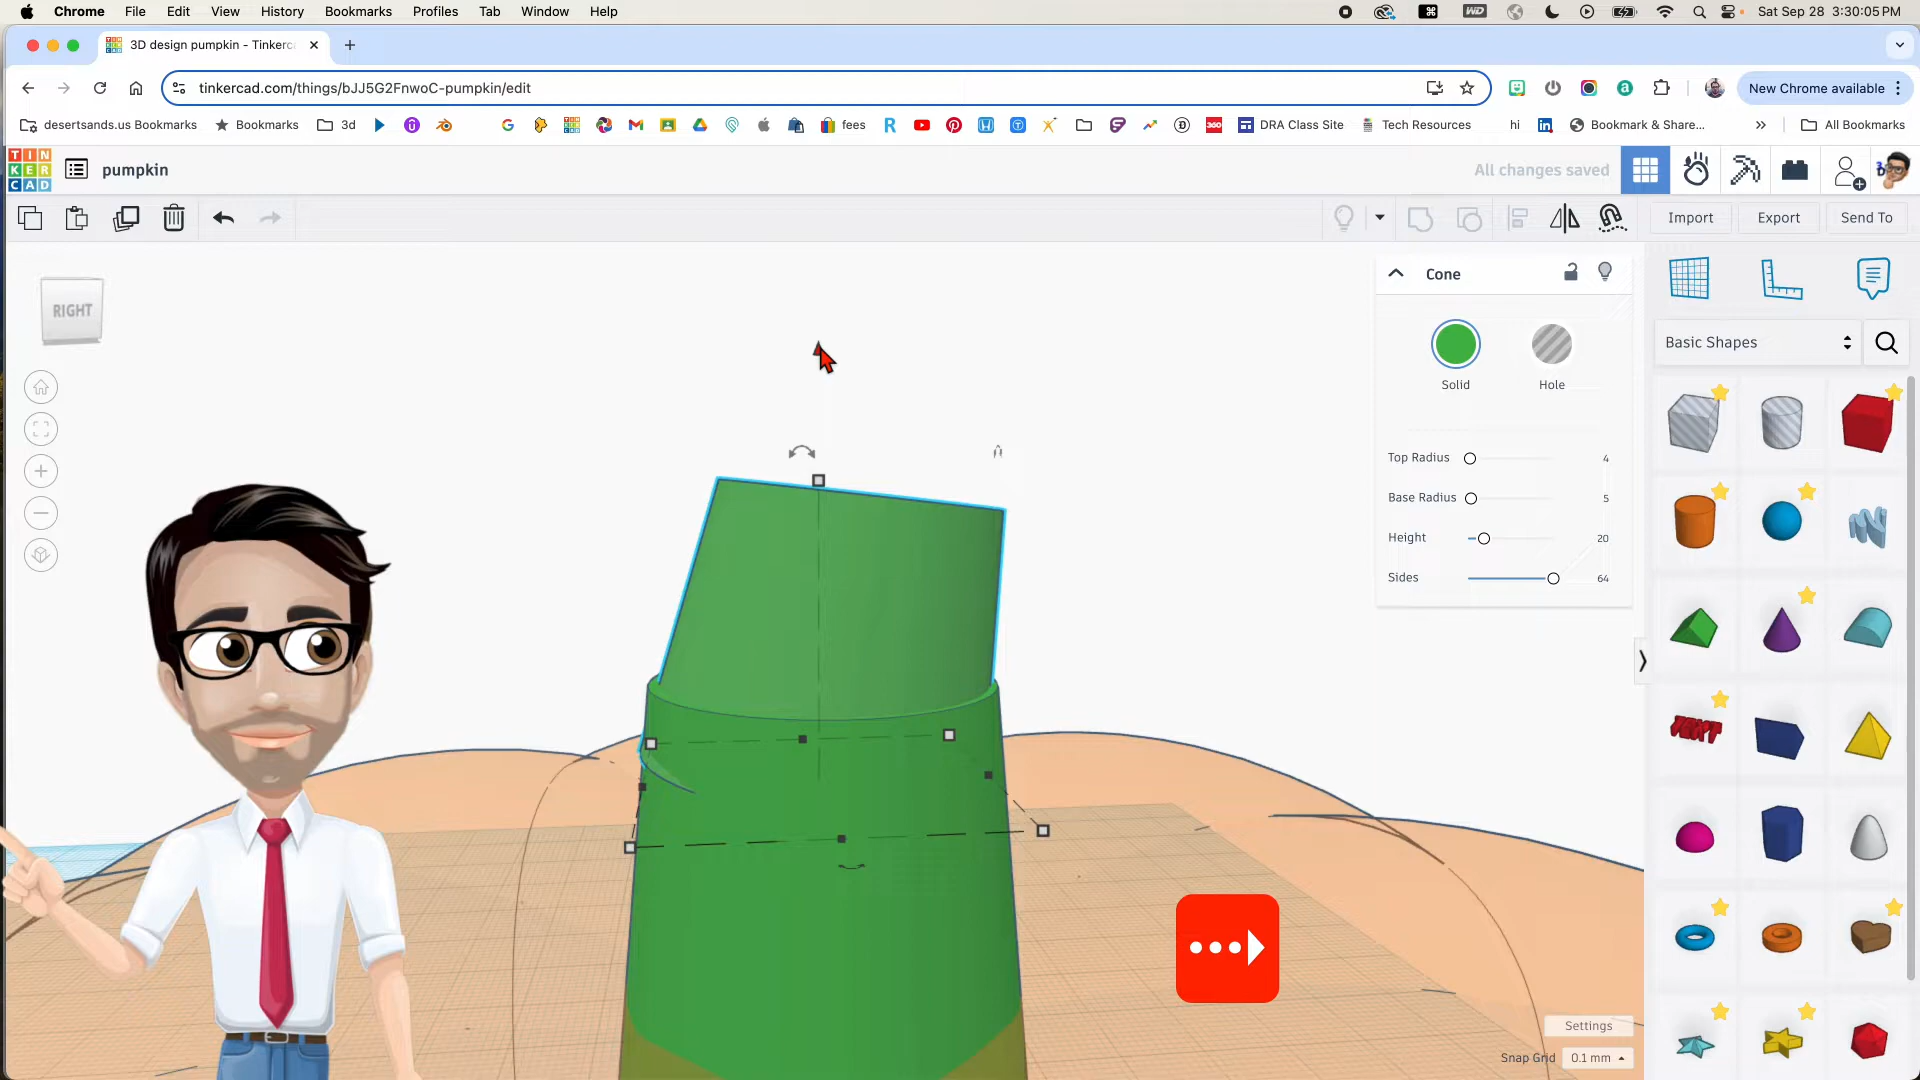 Chrome File Edit View History Bookmarks Profiles Tab Window Help
WD
Sat Sep 28 3:30:05 PM
3D design pumpkin - Tinkerc
tinkercad.com/things/bJJ5G2FnwoC-pumpkin/edit
New Chrome available
desertsands.us Bookmarks
Bookmarks
3d
fees
DRA Class Site
Tech Resources
hi
Bookmark & Share...
All Bookmarks
TIN
KER
CAD
pumpkin
All changes saved
Import
Export
Send To
RIGHT
Cone
Solid
Hole
Top Radius 4
Base Radius 5
Height 20
Sides 64
Basic Shapes
TEXT
Settings
Snap Grid 0.1 mm